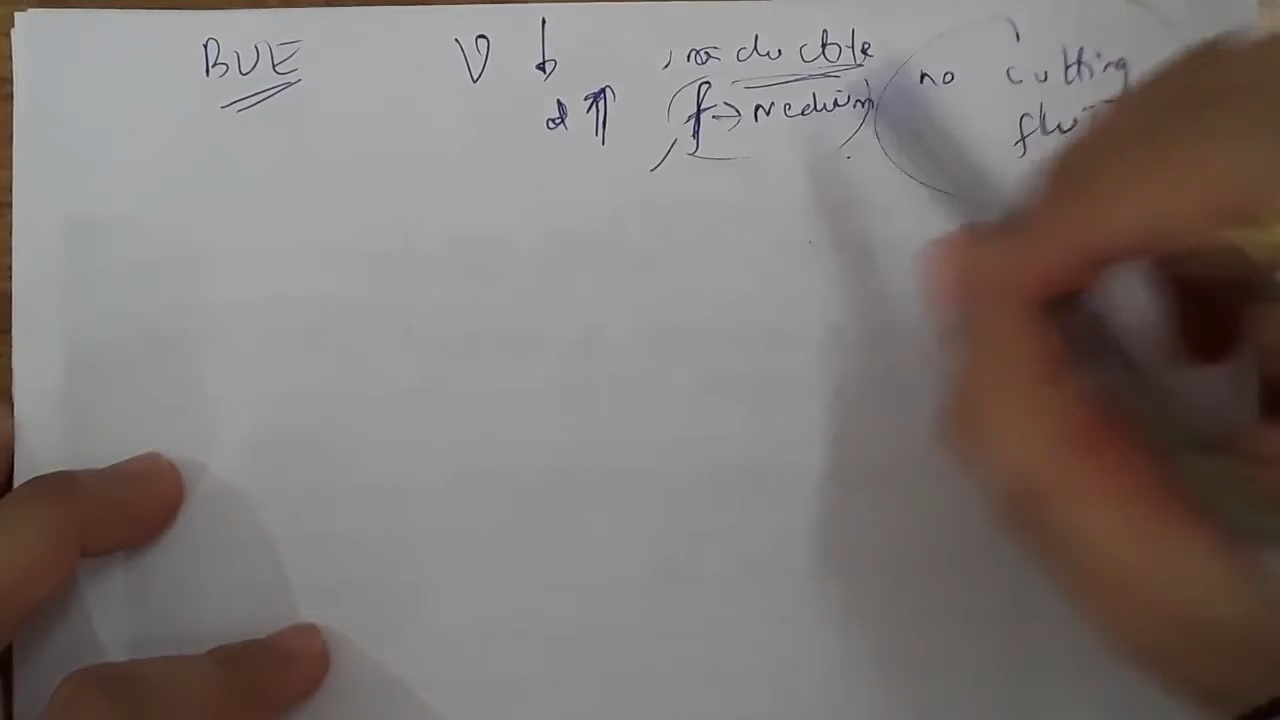 BUE V ↓ , ductile no cutting
d ↑ f → medium